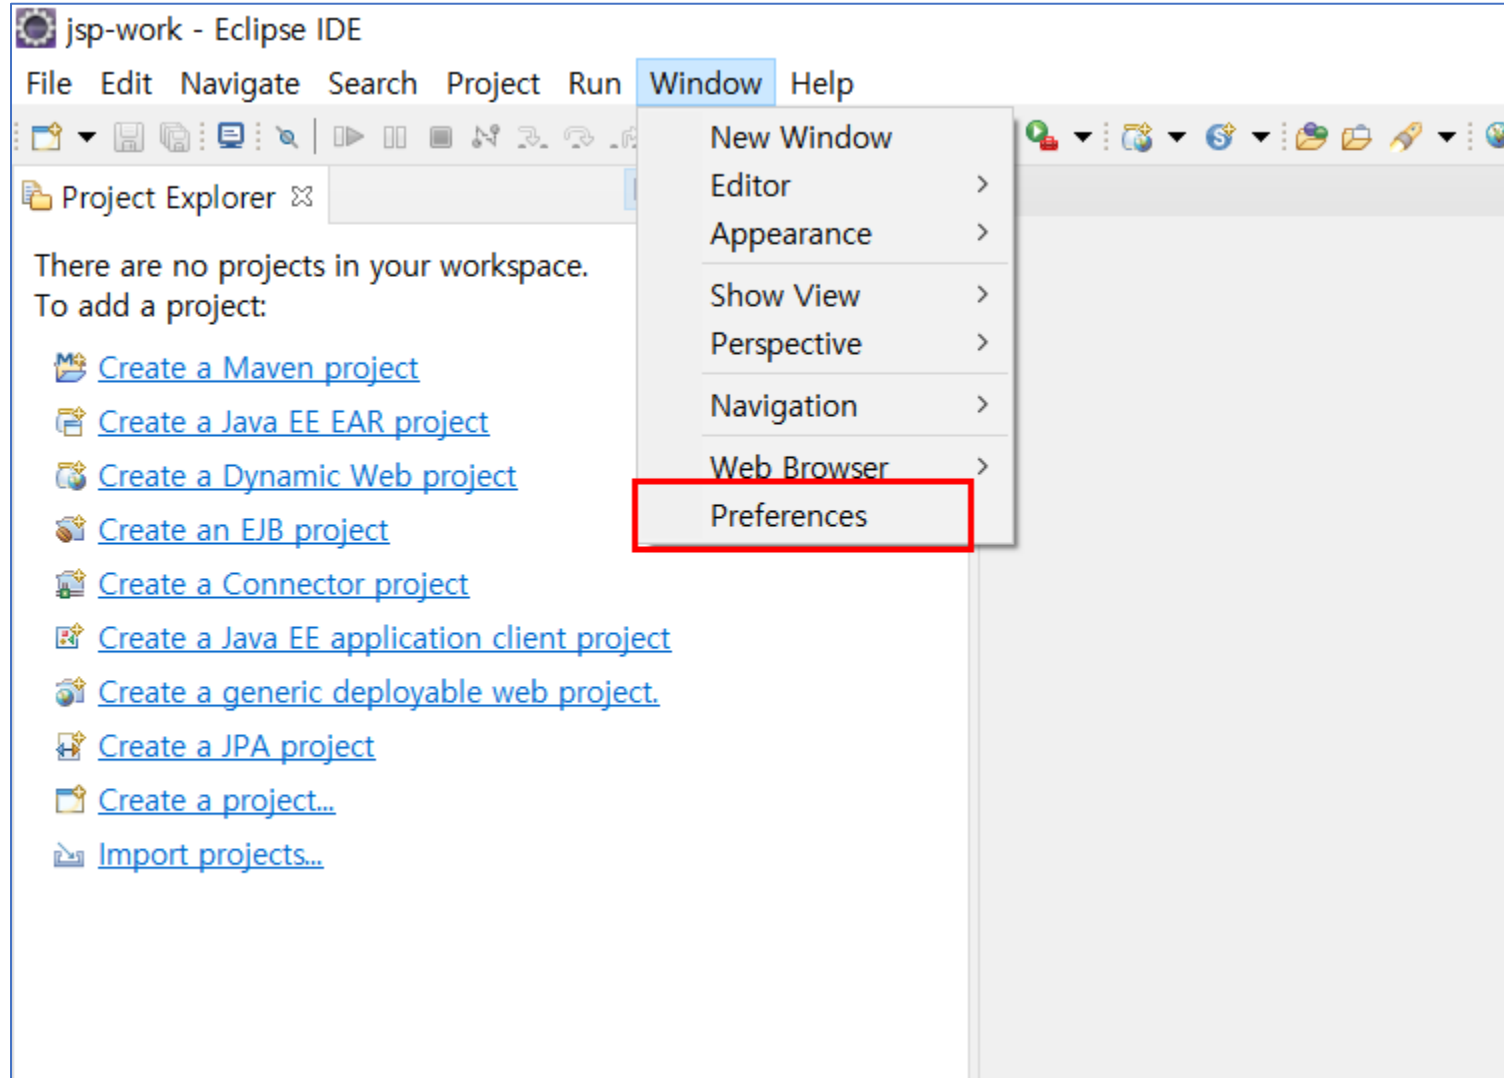 jsp-work - Eclipse IDE
File Edit Navigate Search Project Run Window Help
New Window
Editor
Appearance
Show View
Perspective
Navigation
Web Browser
Preferences
Project Explorer
There are no projects in your workspace.
To add a project:
Create a Maven project
Create a Java EE EAR project
Create a Dynamic Web project
Create an EJB project
Create a Connector project
Create a Java EE application client project
Create a generic deployable web project.
Create a JPA project
Create a project...
Import projects...